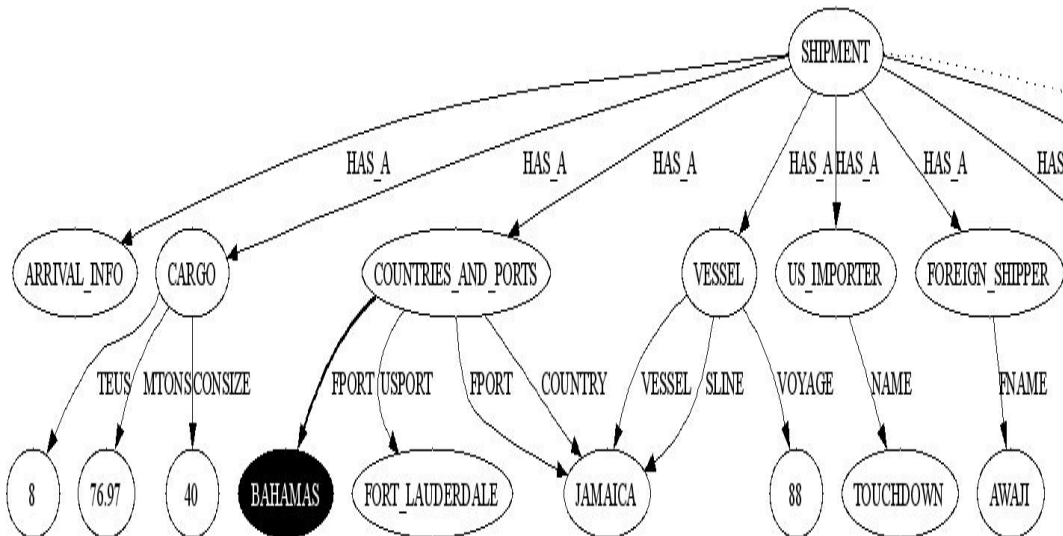 SHIPMENT
HAS_A HAS_A HAS_A HAS_A HAS_A HAS_A HAS
ARRIVAL_INFO CARGO COUNTRIES_AND_PORTS VESSEL US_IMPORTER FOREIGN_SHIPPER
TEUS MTONS CONSIZE FPORT USPORT FPORT COUNTRY VESSEL SLINE VOYAGE NAME FNAME
8 76.97 40 BAHAMAS FORT_LAUDERDALE JAMAICA 88 TOUCHDOWN AWAJI